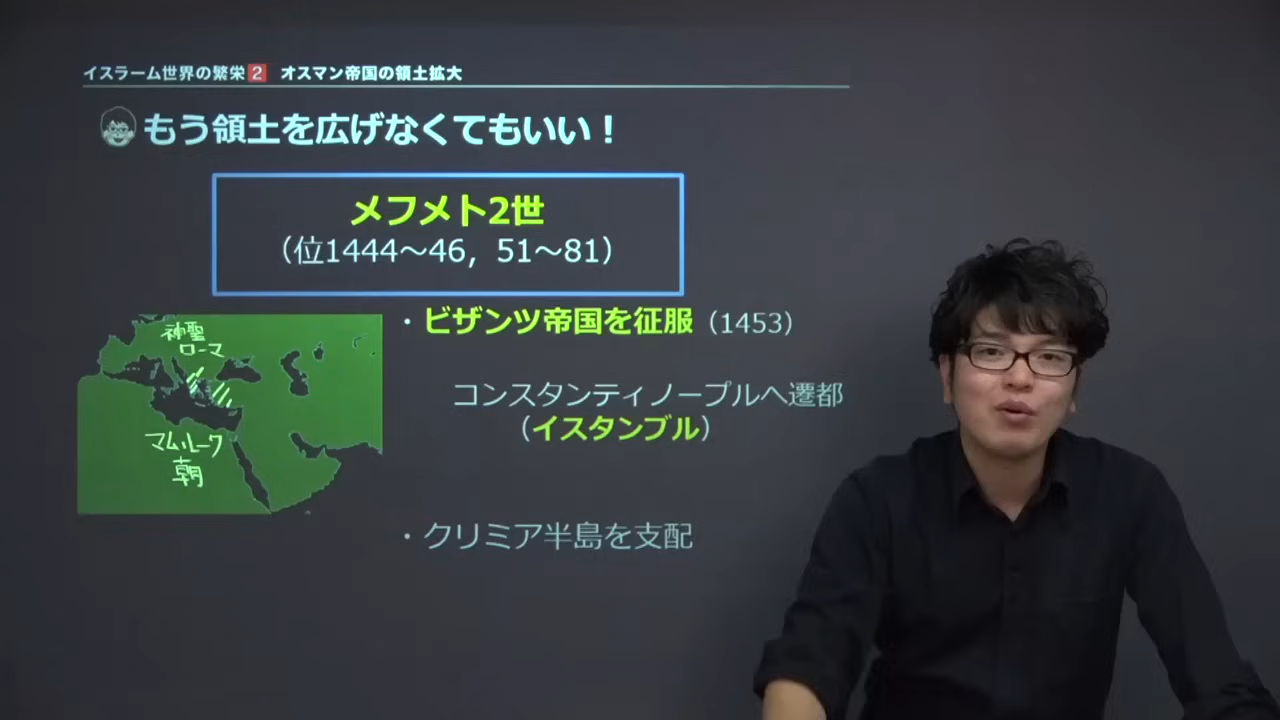 イスラーム世界の繁栄2 オスマン帝国の領土拡大
もう領土を広げなくてもいい！
メフメト2世
（位1444～46，51～81）
神聖
ローマ
マムルーク
朝
・ビザンツ帝国を征服（1453）
コンスタンティノープルへ遷都
（イスタンブル）
・クリミア半島を支配